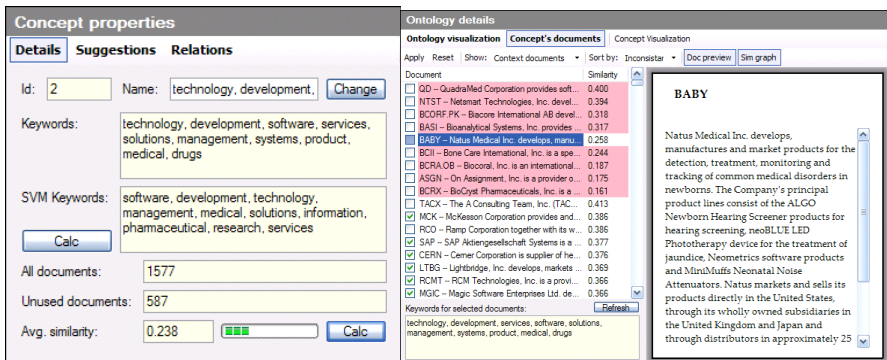 Concept properties
Details Suggestions Relations
Id: 2 Name: technology, development, Change
Keywords: technology, development, software, services,
solutions, management, systems, product,
medical, drugs
SVM Keywords: software, development, technology,
management, medical, solutions, information,
pharmaceutical, research, services
Calc
All documents: 1577
Unused documents: 587
Avg. similarity: 0.238 Calc
Ontology details
Ontology visualization Concept's documents Concept Visualization
Apply Reset Show: Context documents Sort by: Inconsistar Doc preview Sim graph
Document Similarity
QD -- QuadraMed Corporation provides soft... 0.400
NTST -- Netsmart Technologies, Inc. devel... 0.394
BCORF.PK -- Biacore International AB devel... 0.318
BASI -- Bioanalytical Systems, Inc. provides ... 0.317
BABY -- Natus Medical Inc. develops, manu... 0.258
BCII -- Bone Care International, Inc. is a spe... 0.244
BCRA.OB -- Biocoral, Inc. is an international... 0.187
ASGN -- On Assignment, Inc. is a provider o... 0.175
BCRX -- BioCryst Pharmaceuticals, Inc. is a ... 0.161
TACX -- The A Consulting Team, Inc. (TAC... 0.413
MCK -- McKesson Corporation provides and... 0.386
RCO -- Ramp Corporation together with its w... 0.386
SAP -- SAP Aktiengesellschaft Systems is a ... 0.377
CERN -- Cerner Corporation is supplier of he... 0.376
LTBG -- Lightbridge, Inc. develops, markets ... 0.369
RCMT -- RCM Technologies, Inc. is a provi... 0.366
MGIC -- Magic Software Enterprises Ltd. de... 0.366
Keywords for selected documents: Refresh
technology, development, services, software, solutions,
management, systems, product, medical, drugs
BABY
Natus Medical Inc. develops,
manufactures and market products for the
detection, treatment, monitoring and
tracking of common medical disorders in
newborns. The Company's principal
product lines consist of the ALGO
Newborn Hearing Screener products for
hearing screening, neoBLUE LED
Phototherapy device for the treatment of
jaundice, Neometrics software products
and MiniMuffs Neonatal Noise
Attenuators. Natus markets and sells its
products directly in the United States,
through its wholly owned subsidiaries in
the United Kingdom and Japan and
through distributors in approximately 25